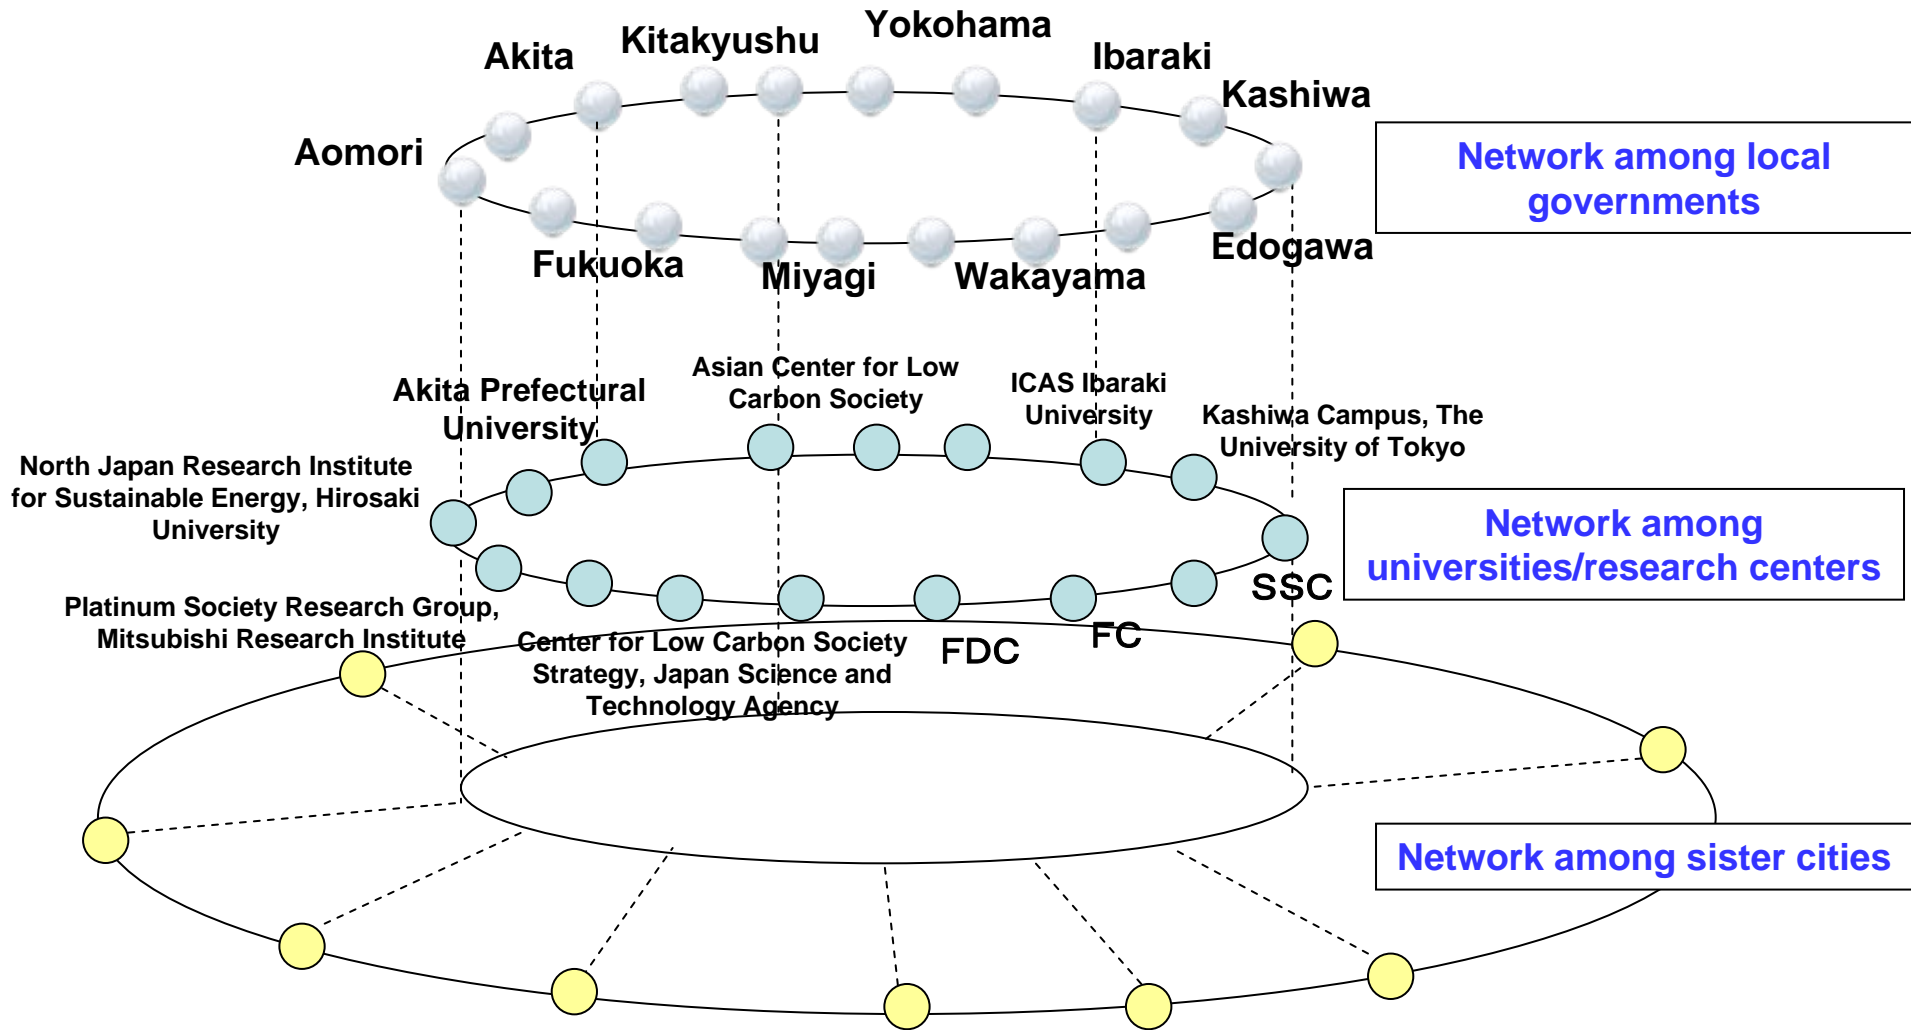 Yokohama
Kitakyushu
Akita
Ibaraki
Kashiwa
Aomori
Network among local
governments
Edogawa
Fukuoka
Miyagi
Wakayama
Asian Center for Low
Carbon Society
ICAS Ibaraki
University
Akita Prefectural
University
Kashiwa Campus, The
University of Tokyo
North Japan Research Institute
for Sustainable Energy, Hirosaki
University
Network among
universities/research centers
SSC
Platinum Society Research Group,
Mitsubishi Research Institute
Center for Low Carbon Society
Strategy, Japan Science and
Technology Agency
FDC
FC
Network among sister cities